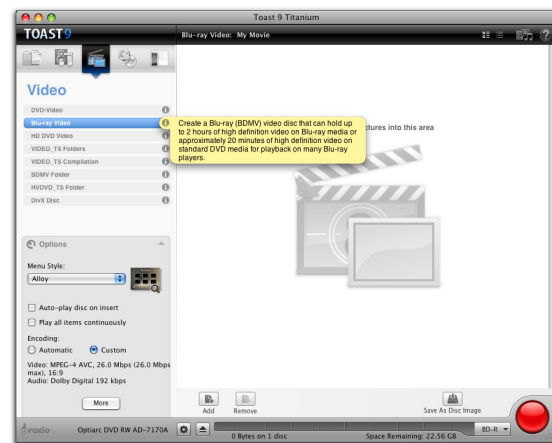 Toast 9 Titanium
TOAST 9
Blu-ray Video: My Movie
Video
DVD-Video
Blu-ray Video
HD DVD Video
VIDEO_TS Folders
VIDEO_TS Compilation
BDMV Folder
HVDVD_TS Folder
DivX Disc
Create a Blu-ray (BDMV) video disc that can hold up
to 2 hours of high definition video on Blu-ray media or
approximately 20 minutes of high definition video on
standard DVD media for playback on many Blu-ray
players.
ctures into this area
Options
Menu Style:
Alloy
Auto-play disc on insert
Play all items continuously
Encoding:
Automatic Custom
Video: MPEG-4 AVC, 26.0 Mbps (26.0 Mbps
max), 16:9
Audio: Dolby Digital 192 kbps
More
Add Remove Save As Disc Image
roxio Optiarc DVD RW AD-7170A BD-R
0 Bytes on 1 disc Space Remaining: 22.56 GB